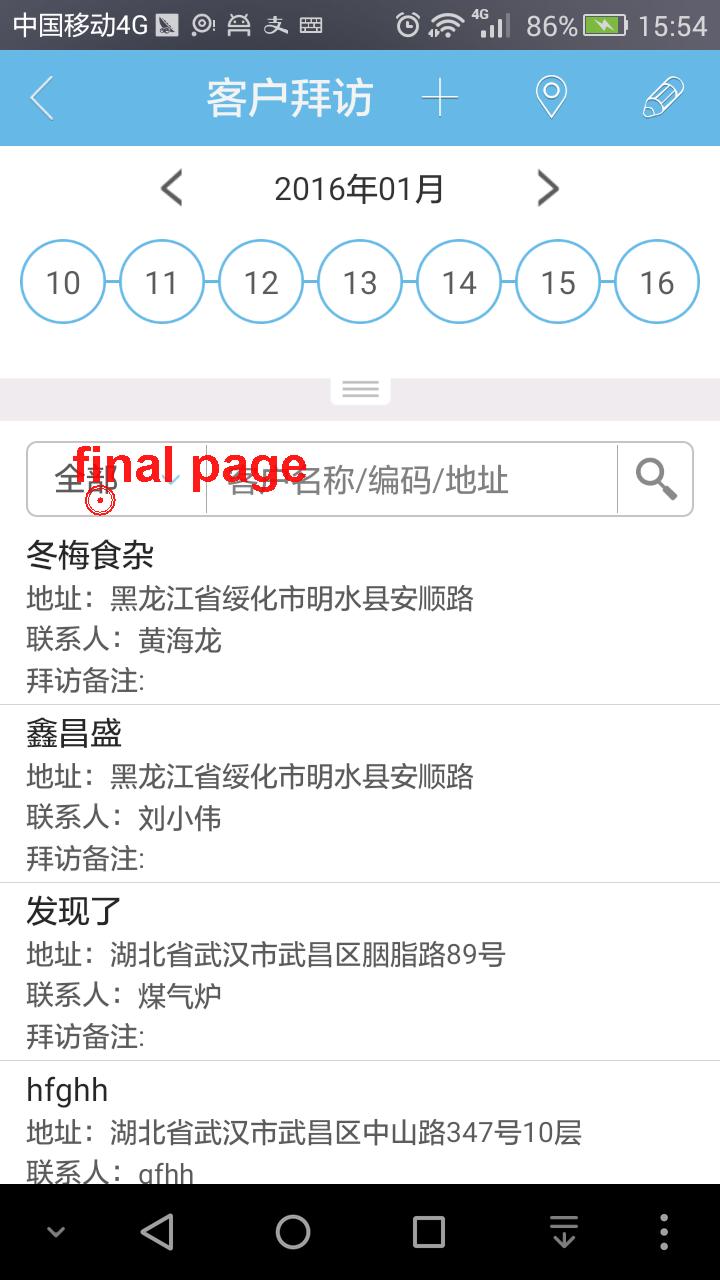 中国移动4G 4G 86% 15:54
客户拜访
2016年01月
10 11 12 13 14 15 16
final page
全部 客户名称/编码/地址
冬梅食杂
地址：黑龙江省绥化市明水县安顺路
联系人：黄海龙
拜访备注:
鑫昌盛
地址：黑龙江省绥化市明水县安顺路
联系人：刘小伟
拜访备注:
发现了
地址：湖北省武汉市武昌区胭脂路89号
联系人：煤气炉
拜访备注:
hfghh
地址：湖北省武汉市武昌区中山路347号10层
联系人：gfhh